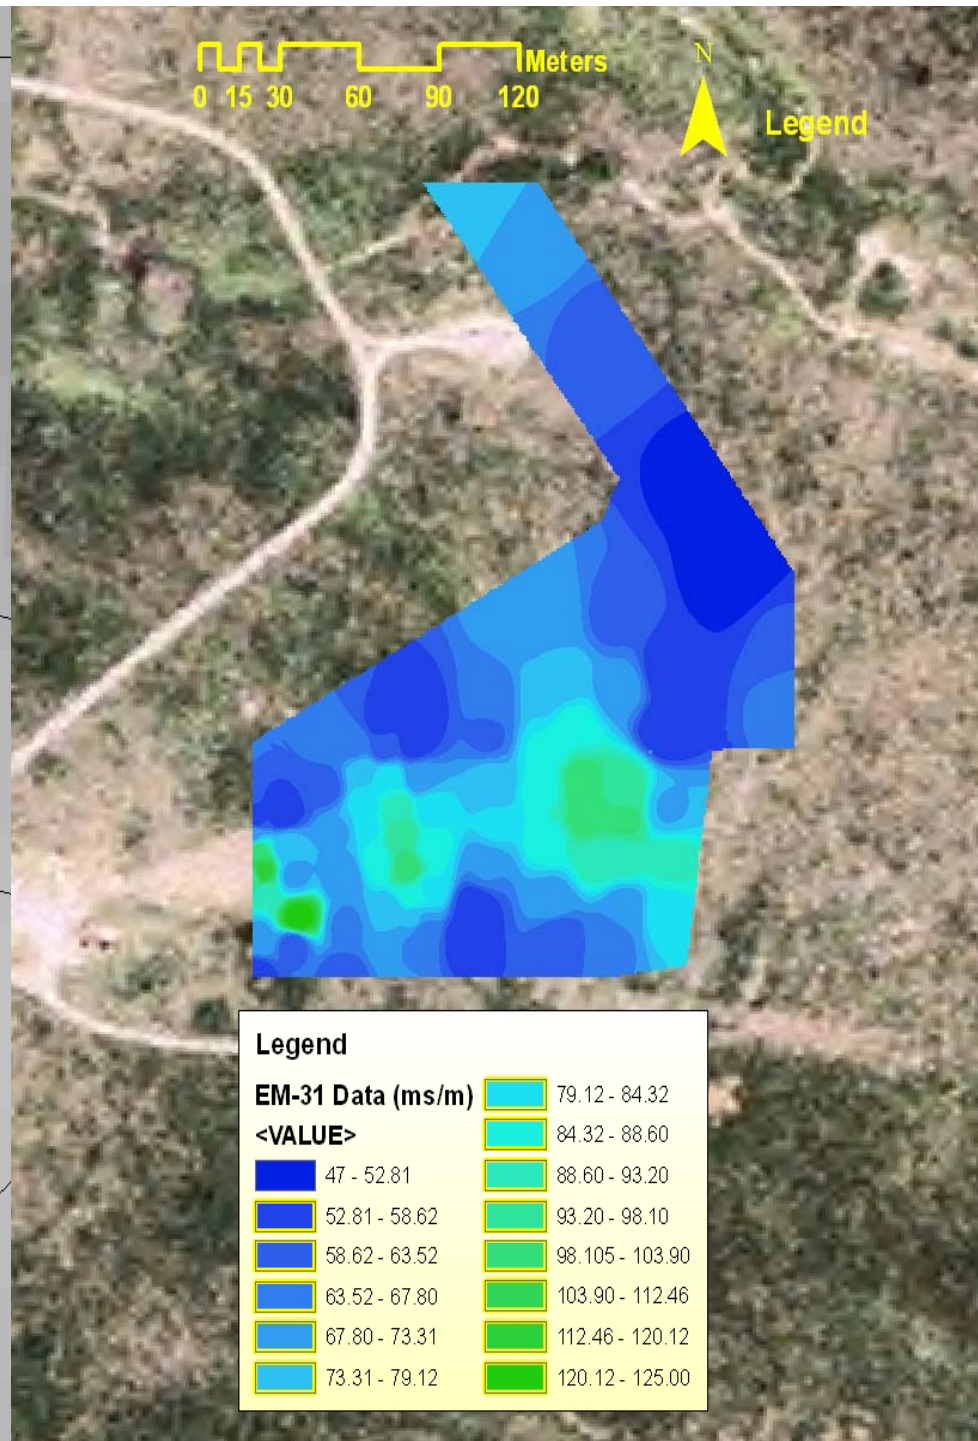 Meters
0 15 30 60 90 120
N
Legend
Legend
EM-31 Data (ms/m)
<VALUE>
47 - 52.81
52.81 - 58.62
58.62 - 63.52
63.52 - 67.80
67.80 - 73.31
73.31 - 79.12
79.12 - 84.32
84.32 - 88.60
88.60 - 93.20
93.20 - 98.10
98.105 - 103.90
103.90 - 112.46
112.46 - 120.12
120.12 - 125.00